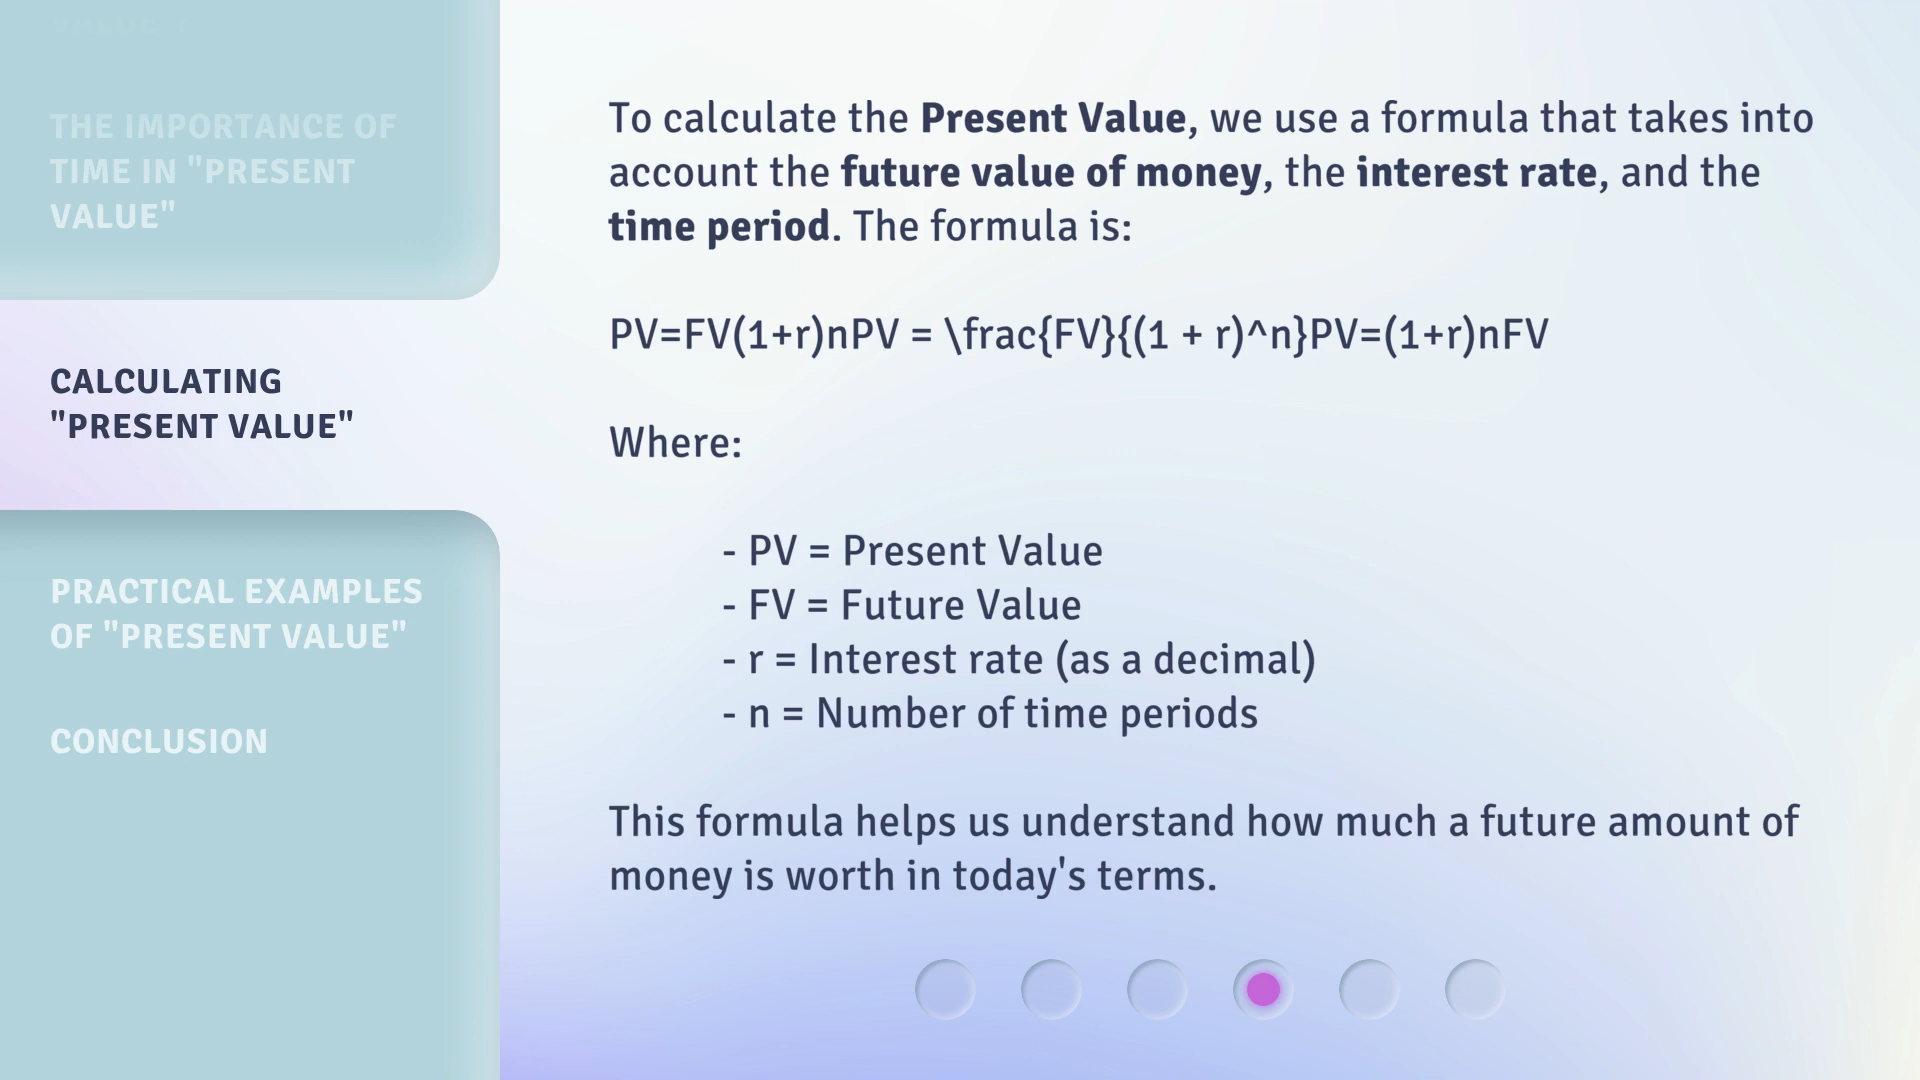 THE IMPORTANCE OF
TIME IN "PRESENT
VALUE"
CALCULATING
"PRESENT VALUE"
PRACTICAL EXAMPLES
OF "PRESENT VALUE"
CONCLUSION
To calculate the Present Value, we use a formula that takes into
account the future value of money, the interest rate, and the
time period. The formula is:
PV=FV(1+r)nPV = \frac{FV}{(1 + r)^n}PV=(1+r)nFV
Where:
- PV = Present Value
- FV = Future Value
- r = Interest rate (as a decimal)
- n = Number of time periods
This formula helps us understand how much a future amount of
money is worth in today's terms.